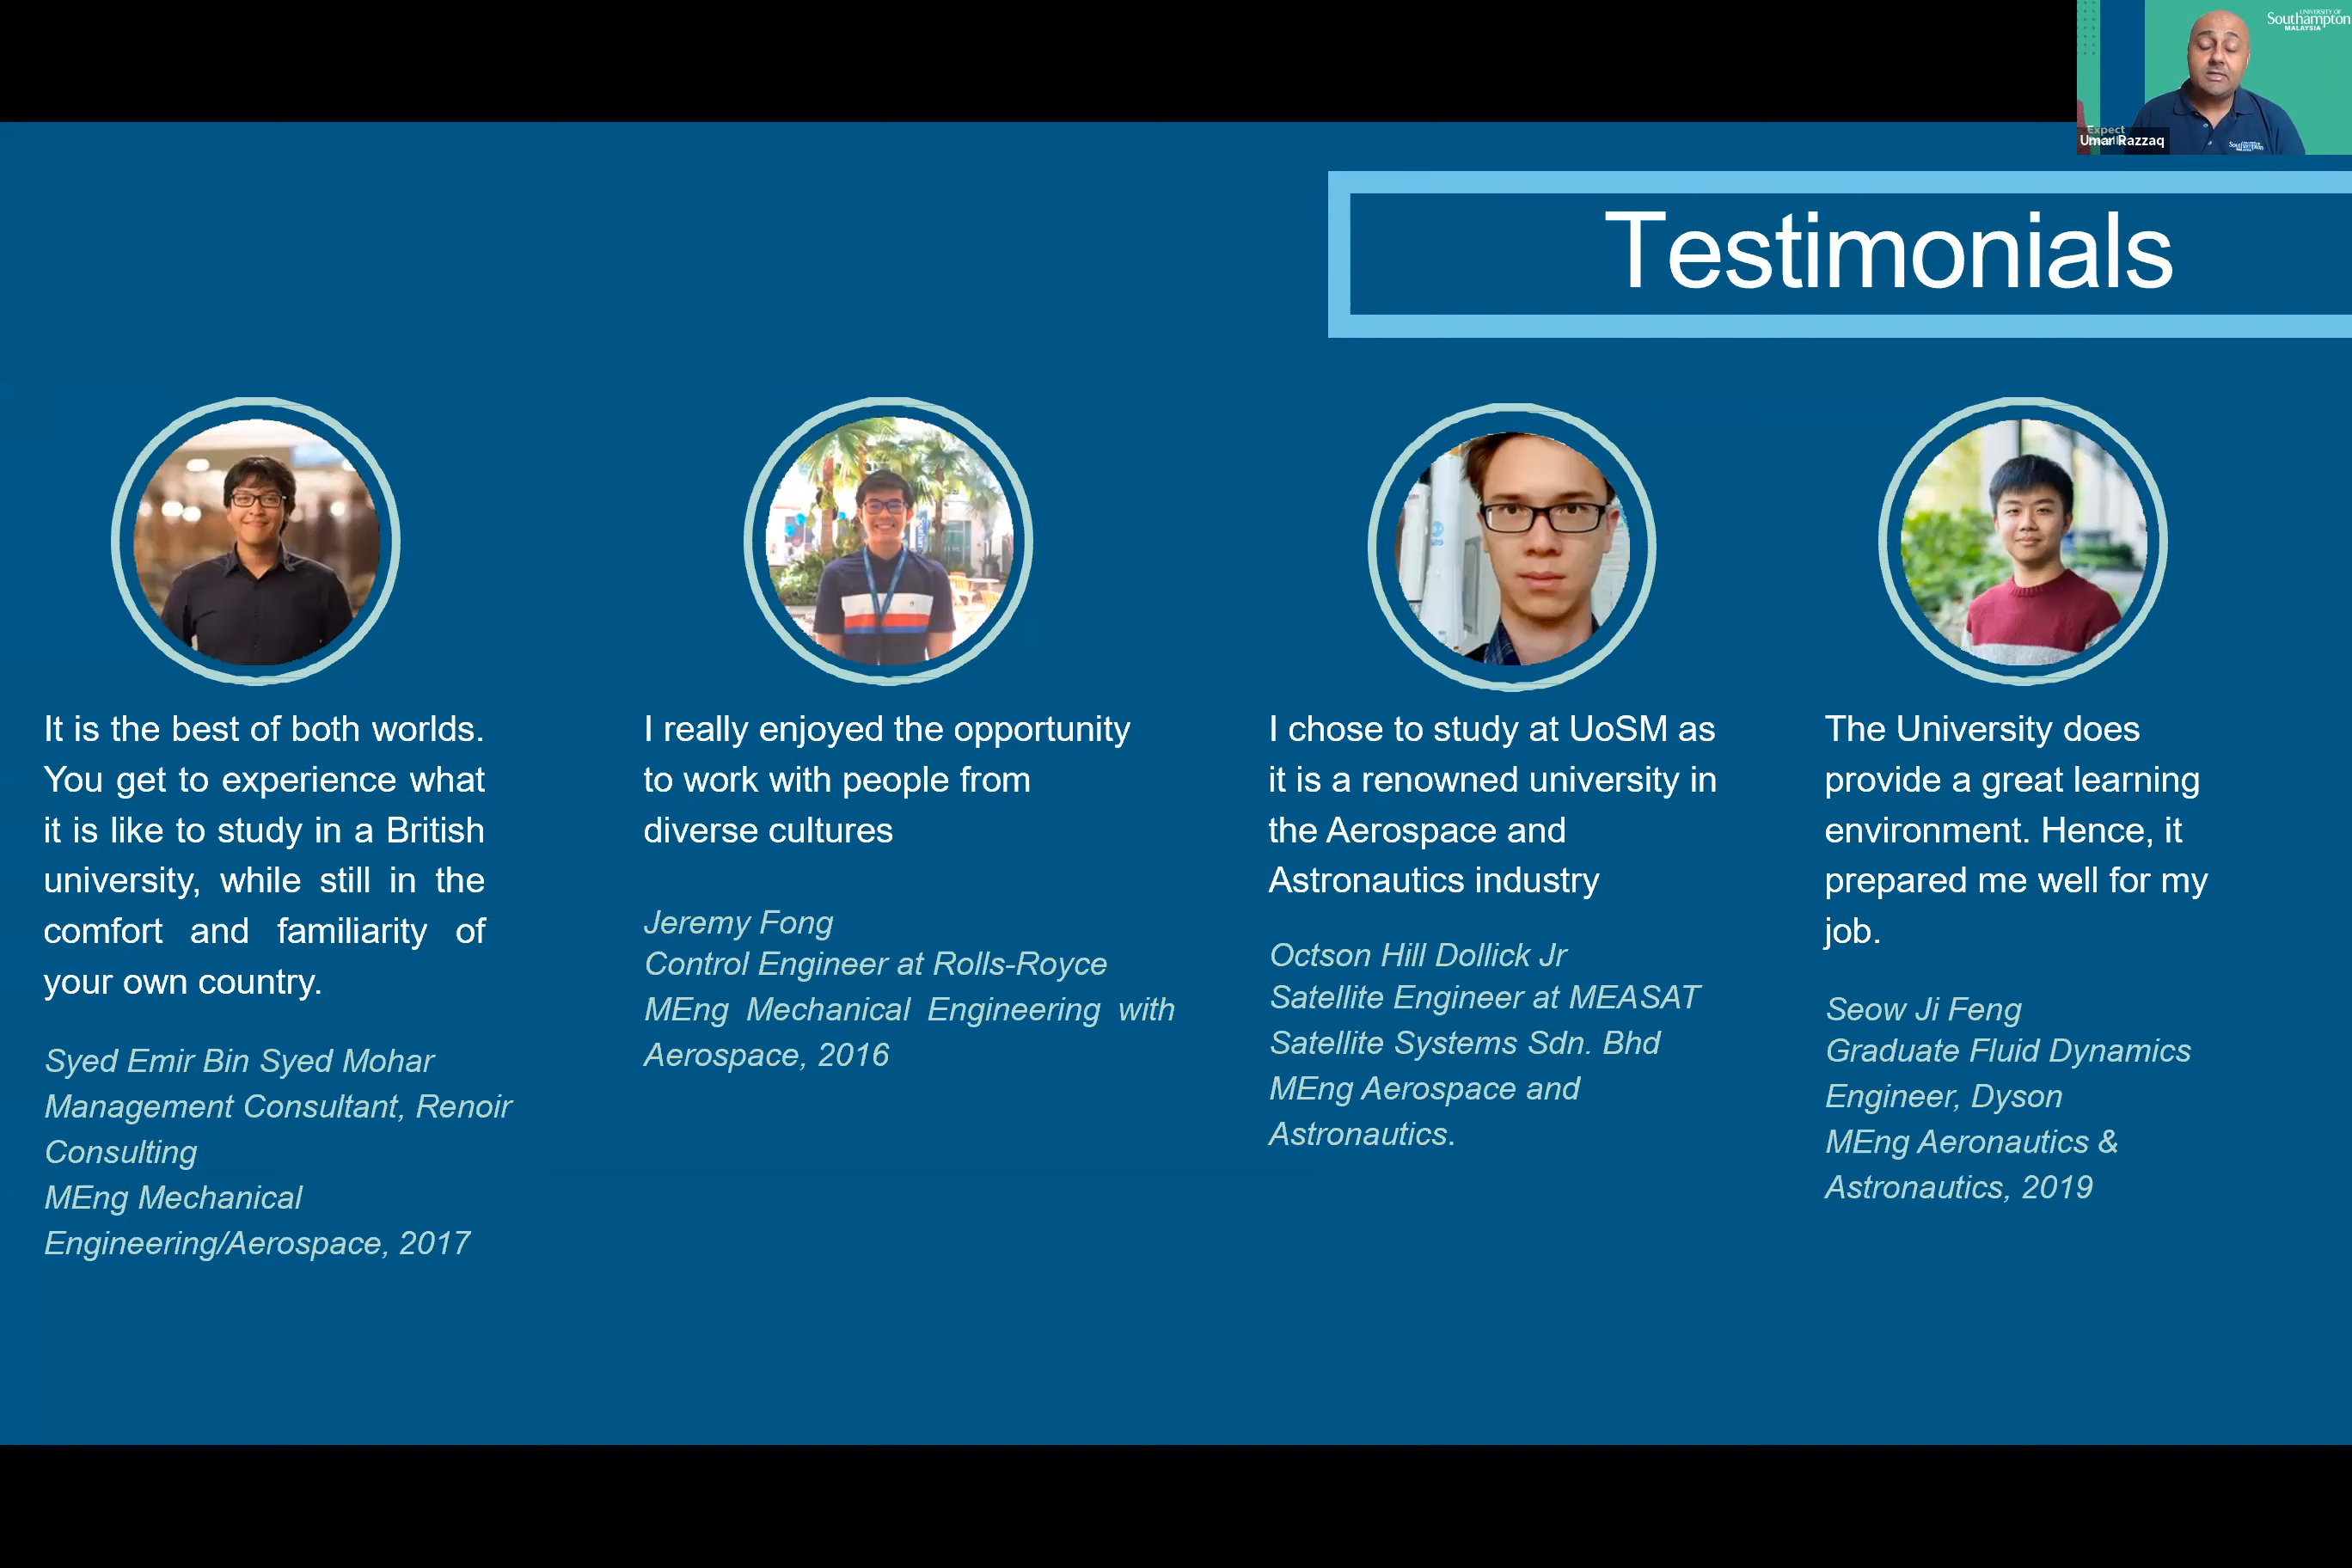 UNIVERSITY OF
Southampton
MALAYSIA
Expect
Umar Razzaq
Testimonials
It is the best of both worlds.
You get to experience what
it is like to study in a British
university, while still in the
comfort and familiarity of
your own country.
Syed Emir Bin Syed Mohar
Management Consultant, Renoir
Consulting
MEng Mechanical
Engineering/Aerospace, 2017
I really enjoyed the opportunity
to work with people from
diverse cultures
Jeremy Fong
Control Engineer at Rolls-Royce
MEng Mechanical Engineering with
Aerospace, 2016
I chose to study at UoSM as
it is a renowned university in
the Aerospace and
Astronautics industry
Octson Hill Dollick Jr
Satellite Engineer at MEASAT
Satellite Systems Sdn. Bhd
MEng Aerospace and
Astronautics.
The University does
provide a great learning
environment. Hence, it
prepared me well for my
job.
Seow Ji Feng
Graduate Fluid Dynamics
Engineer, Dyson
MEng Aeronautics &
Astronautics, 2019